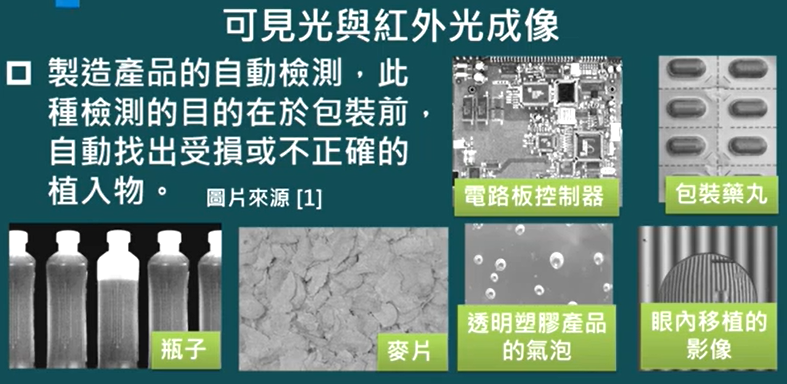 可見光與紅外光成像
製造產品的自動檢測，此
種檢測的目的在於包裝前，
自動找出受損或不正確的
植入物。 圖片來源 [1]
電路板控制器
包裝藥丸
瓶子
麥片
透明塑膠產品
的氣泡
眼內移植的
影像